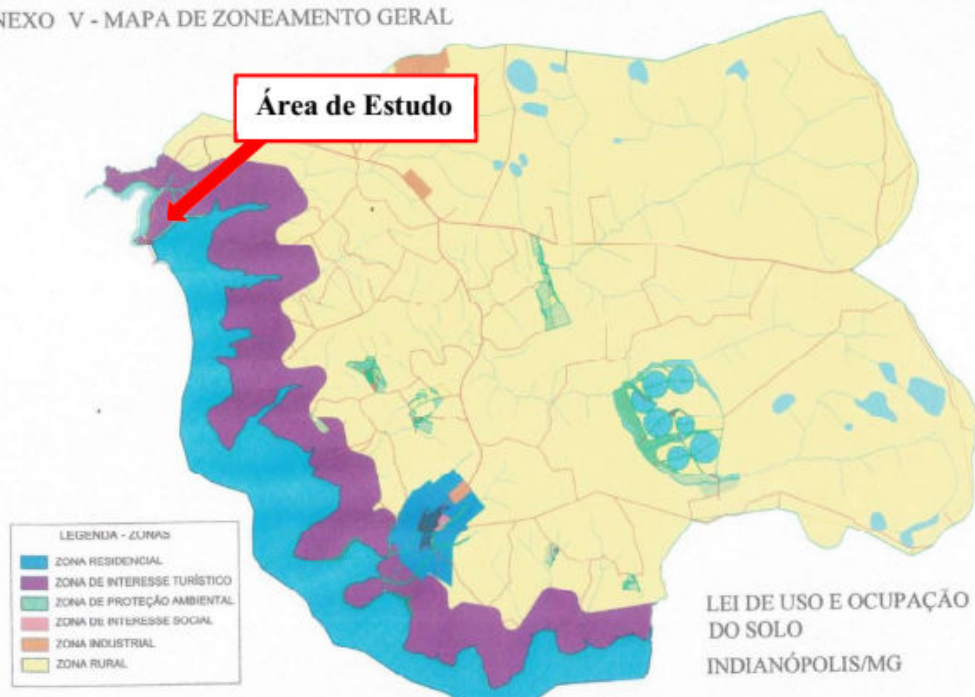 NEXO V - MAPA DE ZONEAMENTO GERAL
Área de Estudo
LEGENDA - ZONAS
ZONA RESIDENCIAL
ZONA DE INTERESSE TURÍSTICO
ZONA DE PROTEÇÃO AMBIENTAL
ZONA DE INTERESSE SOCIAL
ZONA INDUSTRIAL
ZONA RURAL
LEI DE USO E OCUPAÇÃO
DO SOLO
INDIANÓPOLIS/MG